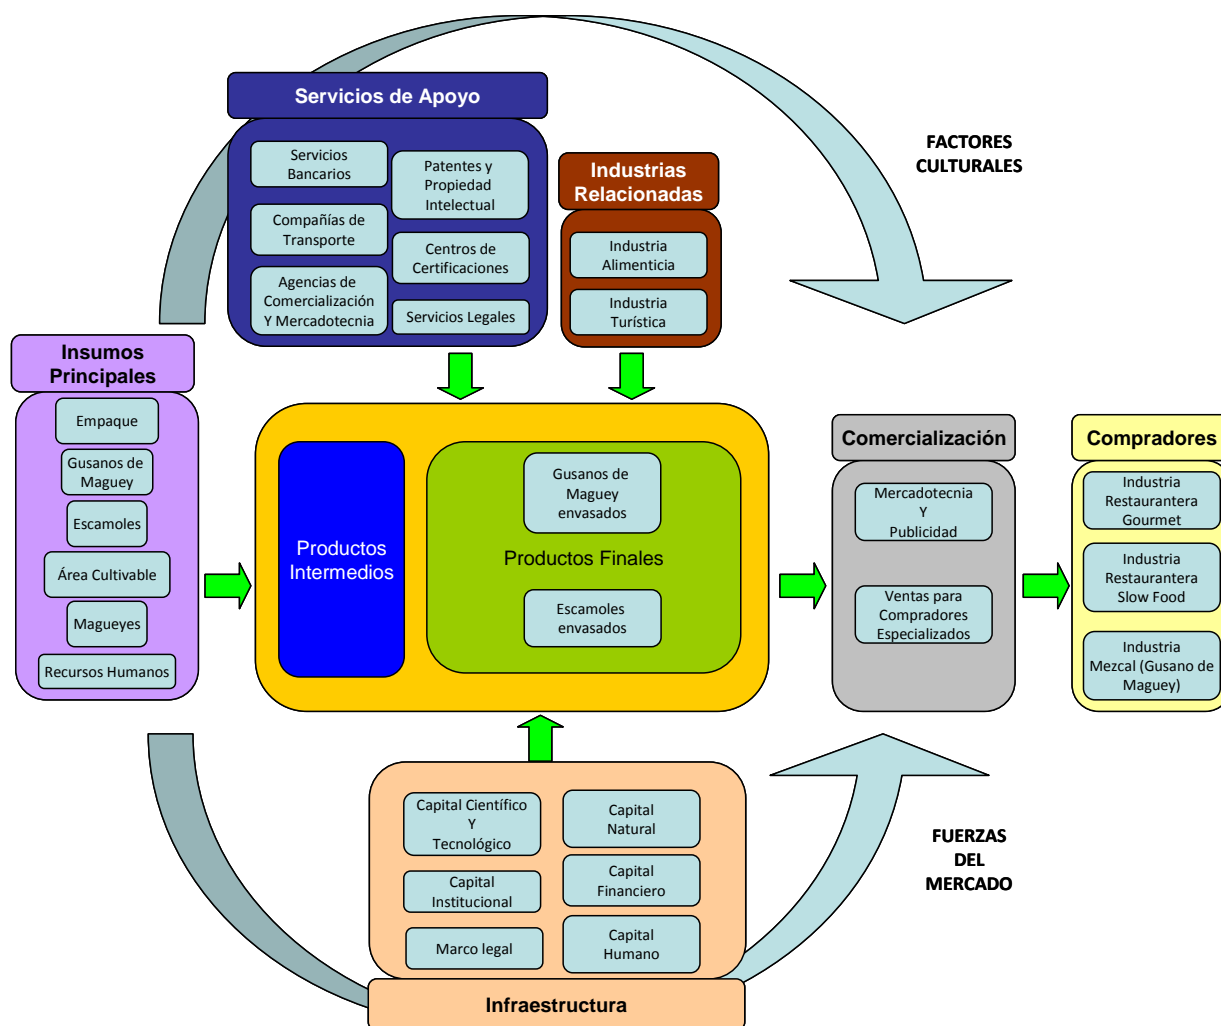 Servicios de Apoyo
Servicios
Bancarios
Patentes y
Propiedad
Intelectual
Compañías de
Transporte
Centros de
Certificaciones
Agencias de
Comercialización
Y Mercadotecnia
Servicios Legales
Industrias
Relacionadas
Industria
Alimenticia
Industria
Turística
FACTORES
CULTURALES
Insumos
Principales
Empaque
Gusanos de
Maguey
Escamoles
Área Cultivable
Magueyes
Recursos Humanos
Productos
Intermedios
Gusanos de
Maguey
envasados
Productos Finales
Escamoles
envasados
Comercialización
Mercadotecnia
Y
Publicidad
Ventas para
Compradores
Especializados
Compradores
Industria
Restaurantera
Gourmet
Industria
Restaurantera
Slow Food
Industria
Mezcal (Gusano de
Maguey)
Capital Científico
Y
Tecnológico
Capital
Natural
Capital
Institucional
Capital
Financiero
Marco legal
Capital
Humano
Infraestructura
FUERZAS
DEL
MERCADO